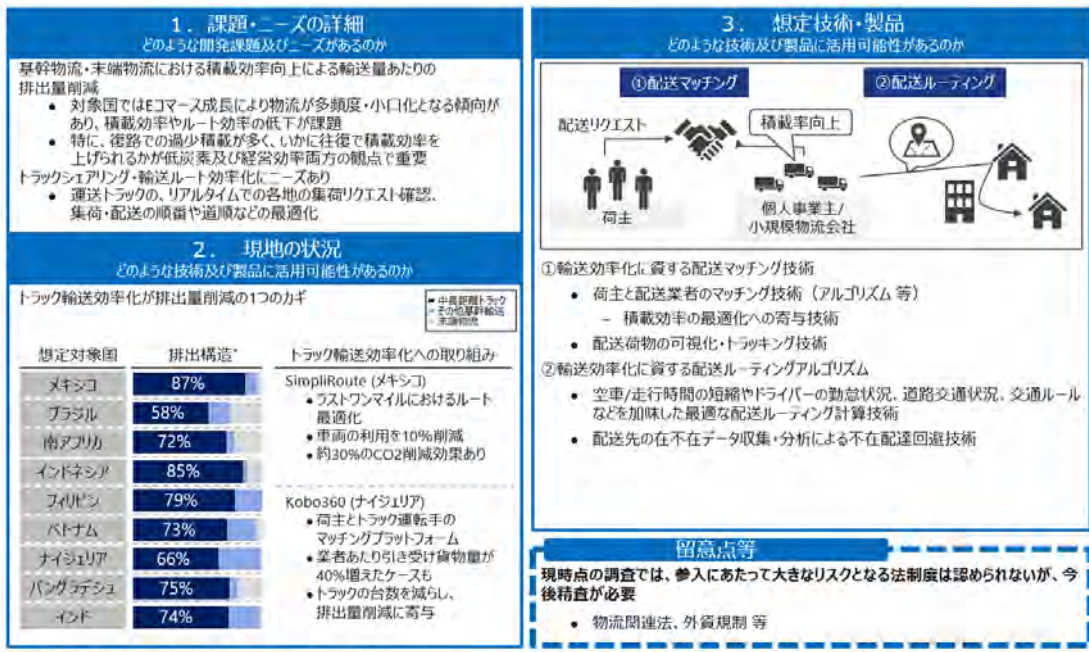 1. 課題・ニーズの詳細
どのような開発課題及びニーズがあるのか
基幹物流・末端物流における積載効率向上による輸送量あたりの
排出量削減
• 対象国ではEコマース成長により物流が多頻度・小口化となる傾向が
あり、積載効率やルート効率の低下が課題
• 特に、復路での過少積載が多く、いかに往復で積載効率を
上げられるかが低炭素及び経営効率両方の観点で重要
トラックシェアリング・輸送ルート効率化にニーズあり
• 運送トラックの、リアルタイムでの各地の集荷リクエスト確認、
集荷・配送の順番や道順などの最適化
2. 現地の状況
どのような技術及び製品に活用可能性があるのか
トラック輸送効率化が排出量削減の1つのカギ
中長距離トラック
その他基幹輸送
末端物流
想定対象国 排出構造* トラック輸送効率化への取り組み
メキシコ 87%
ブラジル 58%
南アフリカ 72%
インドネシア 85%
フィリピン 79%
ベトナム 73%
ナイジェリア 66%
バングラデシュ 75%
インド 74%
SimpliRoute (メキシコ)
• ラストワンマイルにおけるルート
最適化
• 車両の利用を10%削減
• 約30%のCO2削減効果あり
Kobo360 (ナイジェリア)
• 荷主とトラック運転手の
マッチングプラットフォーム
• 業者あたり引き受け貨物量が
40%増えたケースも
• トラックの台数を減らし、
排出量削減に寄与
3. 想定技術・製品
どのような技術及び製品に活用可能性があるのか
①配送マッチング
②配送ルーティング
配送リクエスト
積載率向上
荷主
個人事業主/
小規模物流会社
①輸送効率化に資する配送マッチング技術
• 荷主と配送業者のマッチング技術（アルゴリズム 等）
– 積載効率の最適化への寄与技術
• 配送荷物の可視化・トラッキング技術
②輸送効率化に資する配送ルーティングアルゴリズム
• 空車/走行時間の短縮やドライバーの勤怠状況、道路交通状況、交通ルール
などを加味した最適な配送ルーティング計算技術
• 配送先の在不在データ収集・分析による不在配達回避技術
留意点等
現時点の調査では、参入にあたって大きなリスクとなる法制度は認められないが、今
後精査が必要
• 物流関連法、外資規制 等